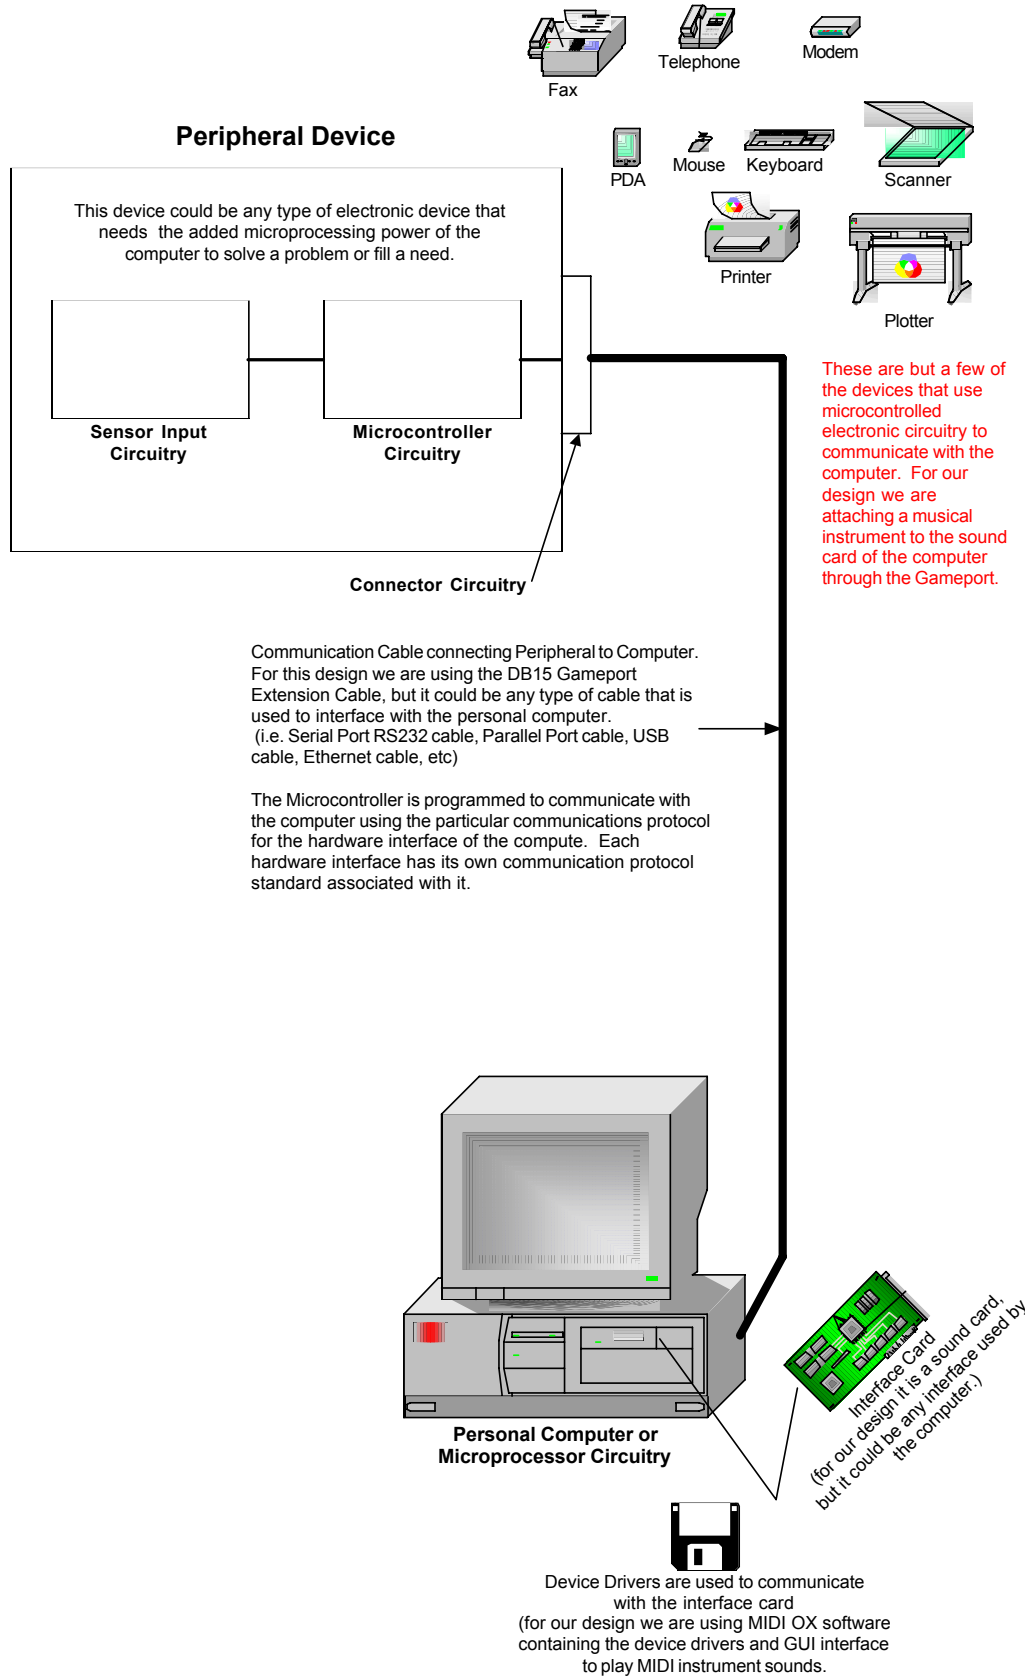 Fax
Telephone
Modem
Peripheral Device
PDA
Mouse
Keyboard
Scanner
Printer
Plotter
This device could be any type of electronic device that
needs the added microprocessing power of the
computer to solve a problem or fill a need.
Sensor Input
Circuitry
Microcontroller
Circuitry
Connector Circuitry
These are but a few of
the devices that use
microcontrolled
electronic circuitry to
communicate with the
computer. For our
design we are
attaching a musical
instrument to the sound
card of the computer
through the Gameport.
Communication Cable connecting Peripheral to Computer.
For this design we are using the DB15 Gameport
Extension Cable, but it could be any type of cable that is
used to interface with the personal computer.
(i.e. Serial Port RS232 cable, Parallel Port cable, USB
cable, Ethernet cable, etc)
The Microcontroller is programmed to communicate with
the computer using the particular communications protocol
for the hardware interface of the compute. Each
hardware interface has its own communication protocol
standard associated with it.
Interface Card
(for our design it is a sound card,
but it could be any interface used by
the computer.)
Personal Computer or
Microprocessor Circuitry
Device Drivers are used to communicate
with the interface card
(for our design we are using MIDI OX software
containing the device drivers and GUI interface
to play MIDI instrument sounds.